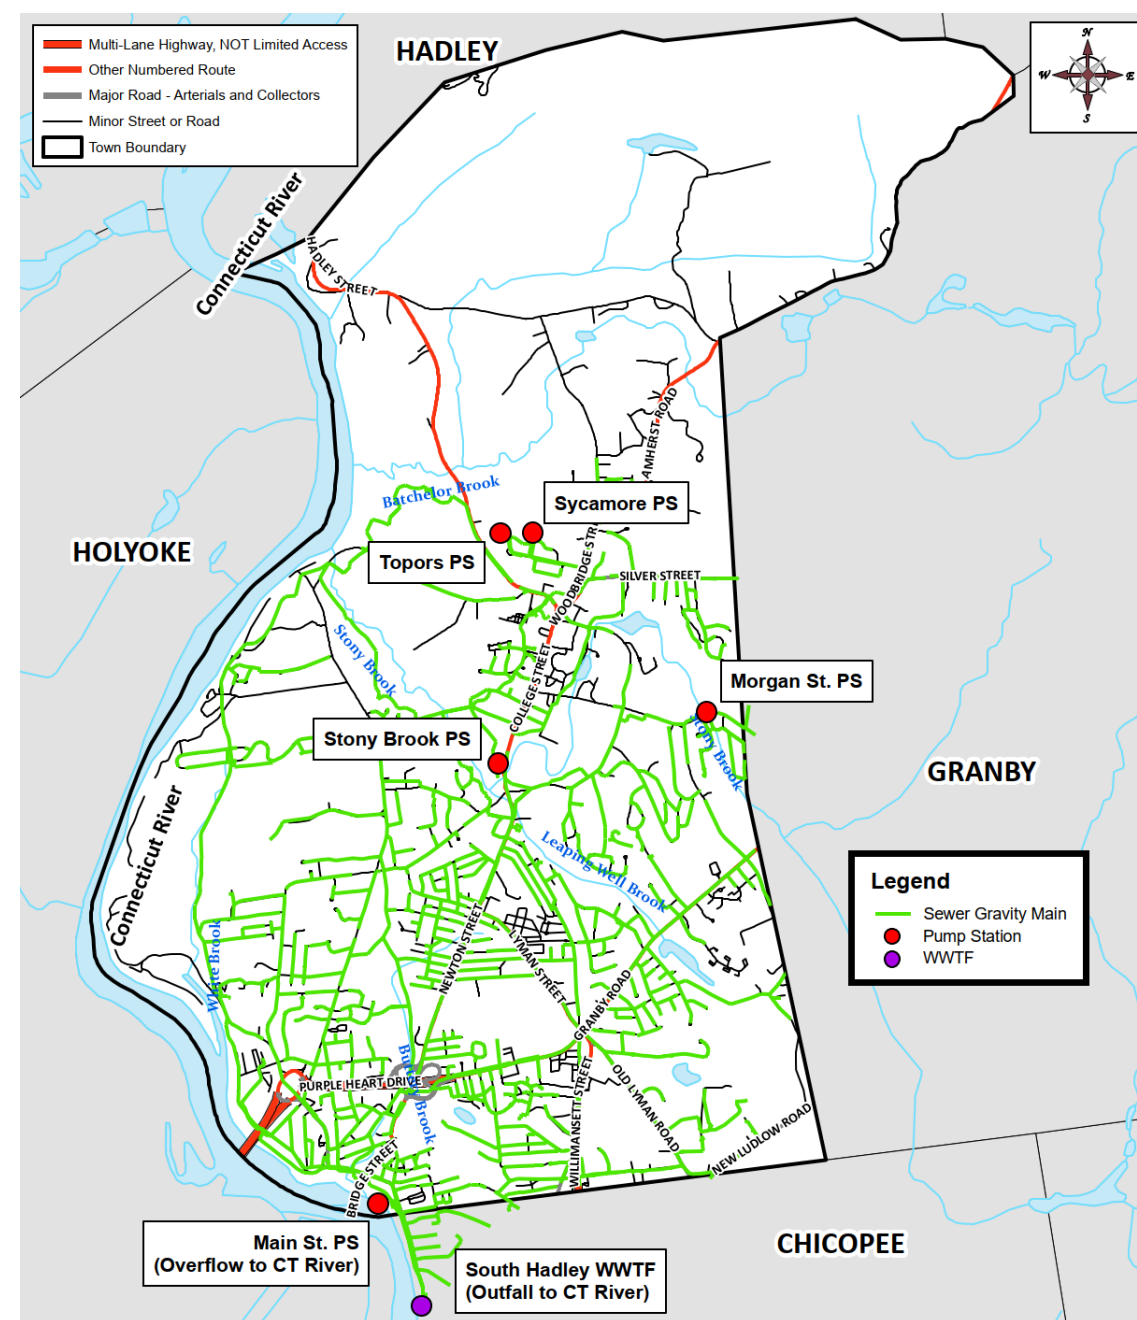 Multi-Lane Highway, NOT Limited Access
Other Numbered Route
Major Road - Arterials and Collectors
Minor Street or Road
Town Boundary
HADLEY
N
W E
S
Connecticut River
HADLEY STREET
AMHERST ROAD
Batchelor Brook
Sycamore PS
HOLYOKE
Topors PS
WOODBRIDGE STR
SILVER STREET
Stony Brook
COLLEGE STREET
Morgan St. PS
Stony Brook PS
Stony Brook
GRANBY
Connecticut River
Leaping Well Brook
Legend
Sewer Gravity Main
Pump Station
WWTF
White Brook
NEWTON STREET
LYMAN STREET
GRANBY ROAD
PURPLE HEART DRIVE
Buttery Brook
WILLIMANSETT STREET
OLD LYMAN ROAD
NEW LUDLOW ROAD
BRIDGE STREET
Main St. PS
(Overflow to CT River)
South Hadley WWTF
(Outfall to CT River)
CHICOPEE